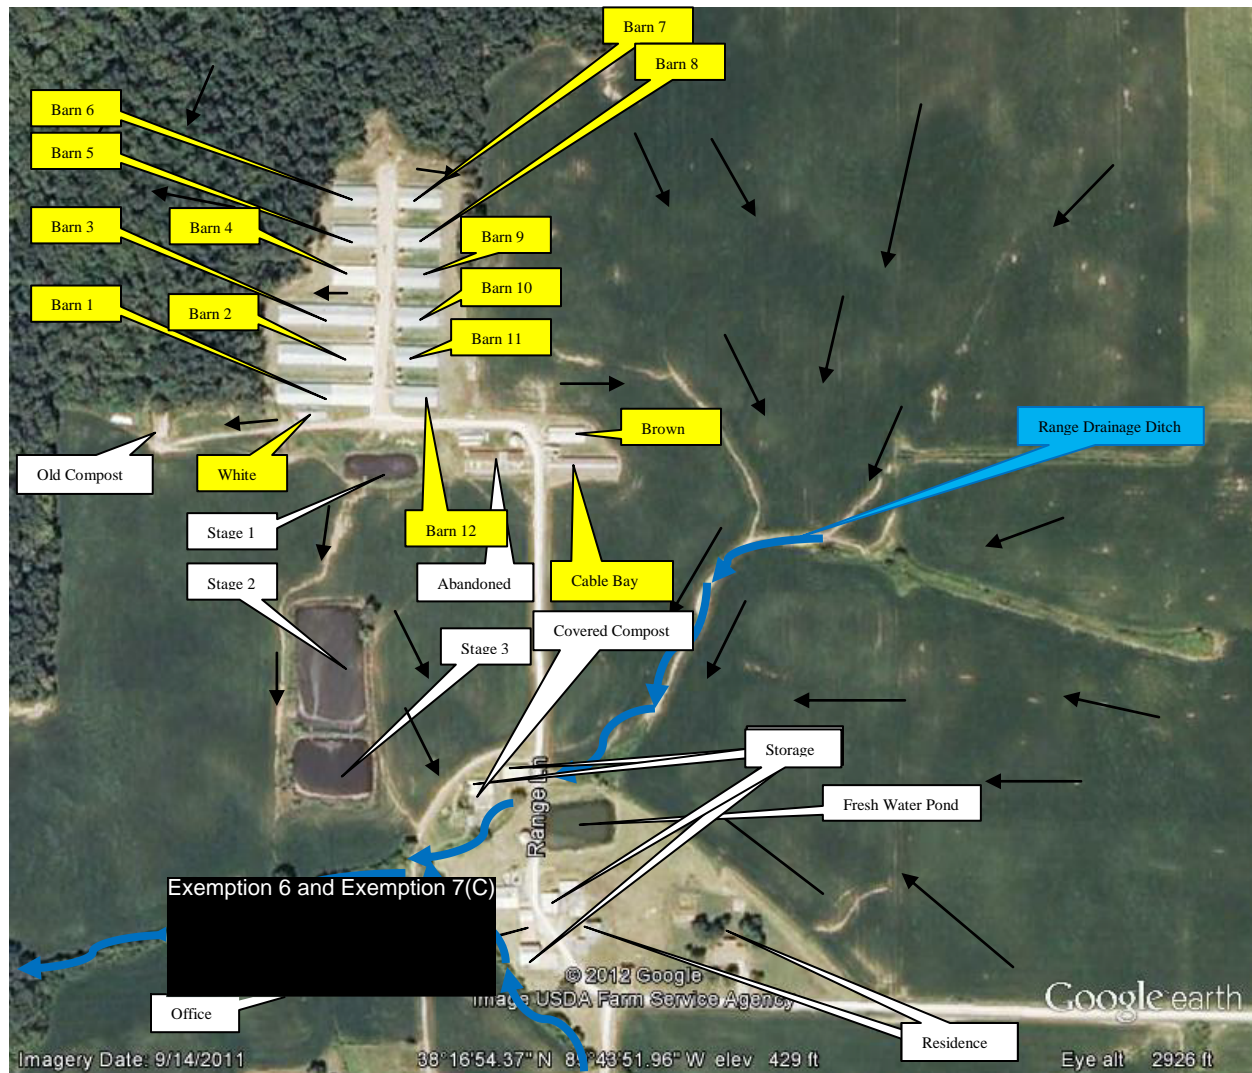 Barn 7
Barn 8
Barn 6
Barn 5
Barn 3
Barn 4
Barn 9
Barn 10
Barn 1
Barn 2
Barn 11
Brown
Range Drainage Ditch
Old Compost
White
Stage 1
Barn 12
Stage 2
Abandoned
Cable Bay
Covered Compost
Stage 3
Storage
Fresh Water Pond
Range Ln
Exemption 6 and Exemption 7(C)
Office
Residence
© 2012 Google
Image USDA Farm Service Agency
Google earth
Imagery Date: 9/14/2011
38°16'54.37" N
43'51.96" W elev 429 ft
Eye alt 2926 ft